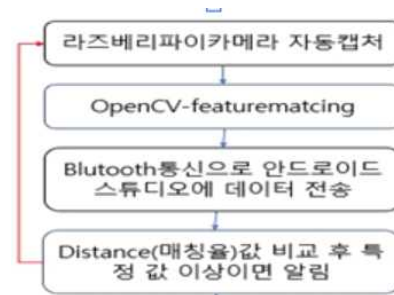 라즈베리파이카메라 자동캡처
OpenCV-featurematcing
Blutooth통신으로 안드로이드
스튜디오에 데이터 전송
Distance(매칭율)값 비교 후 특
정 값 이상이면 알림